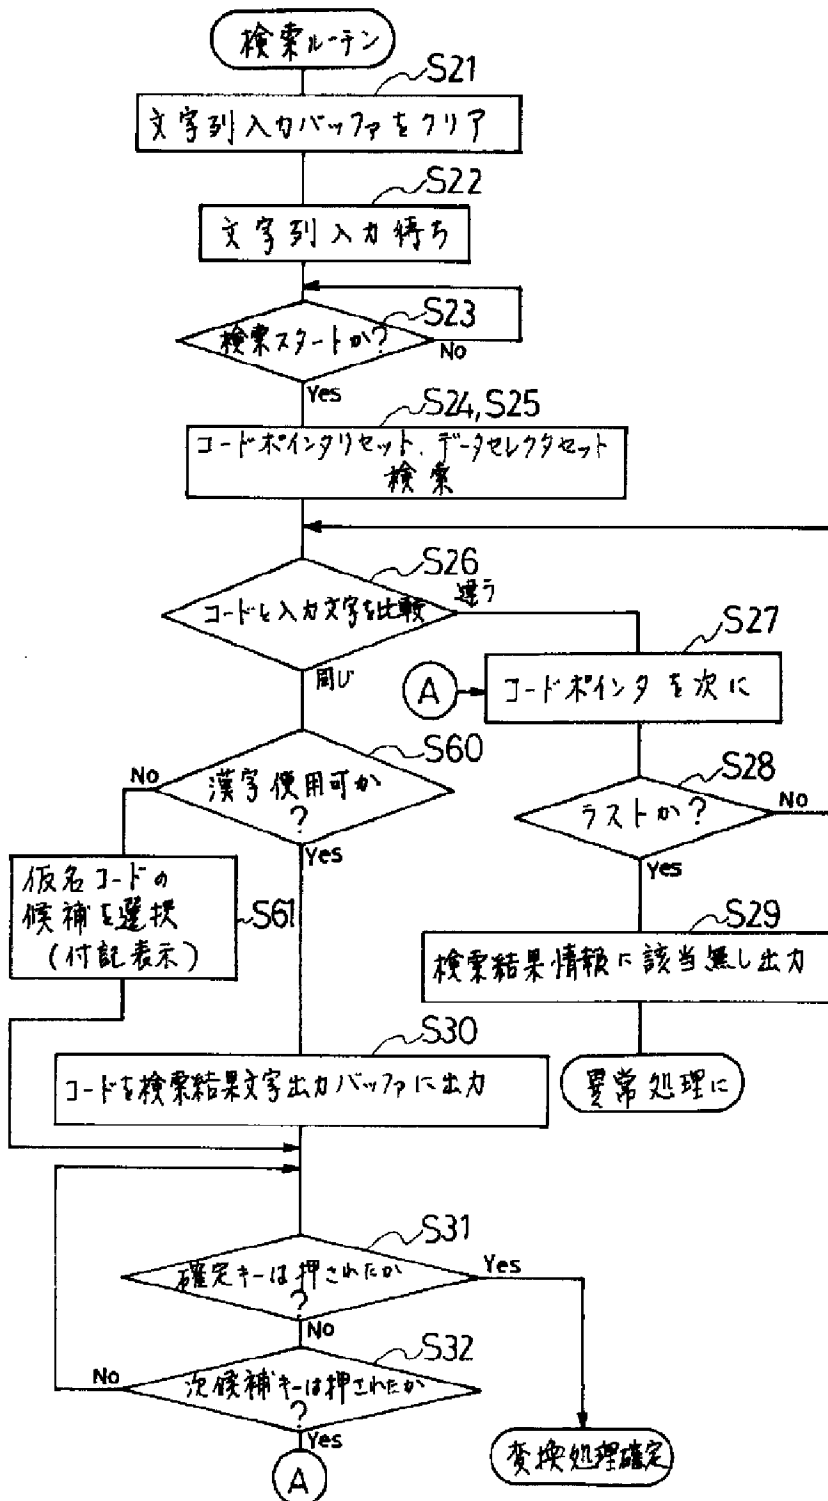 検索ルーチン
S21
文字列入力バッファをクリア
S22
文字列入力待ち
S23
検索スタートか?
No
Yes
S24,S25
コードポインタリセット、データセレクタセット
検索
S26
コードと入力文字を比較
違う
同じ
S27
A
コードポインタを次に
S60
漢字使用可か
?
No
Yes
S28
ラストか?
No
Yes
仮名コードの
候補を選択
(付記表示)
S61
S29
検索結果情報に該当無し出力
異常処理に
S30
コードを検索結果文字出力バッファに出力
S31
確定キーは押されたか
?
Yes
No
S32
次候補キーは押されたか
?
No
Yes
A
変換処理確定